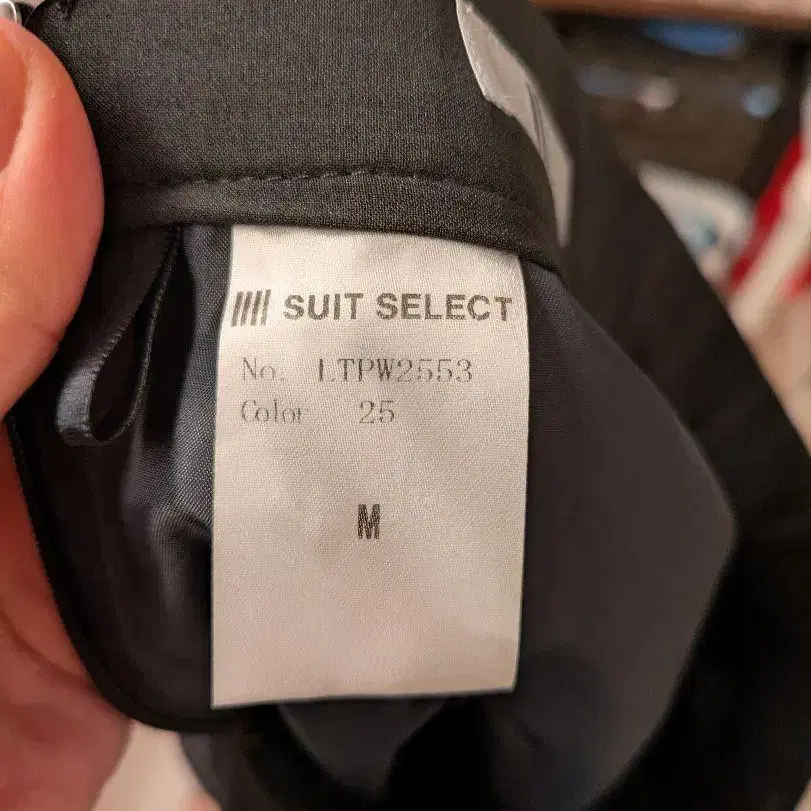 SUIT SELECT
No. LTPW2553
Color 25
M